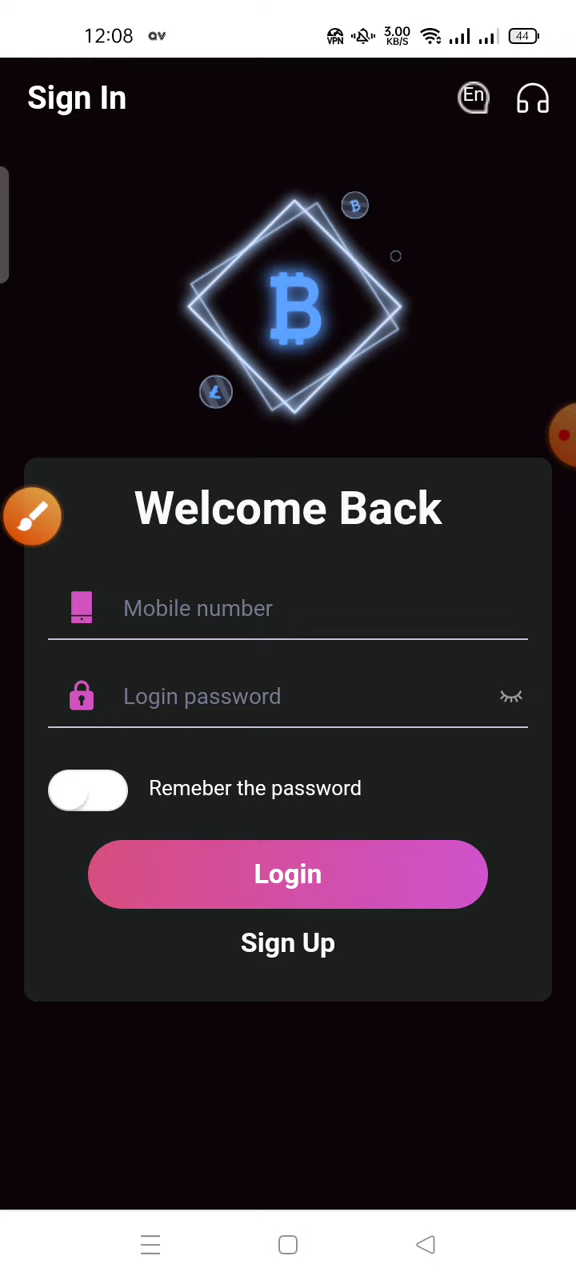 12:08
VPN 3.00 KB/S 44
Sign In
En
Welcome Back
Mobile number
Login password
Remeber the password
Login
Sign Up